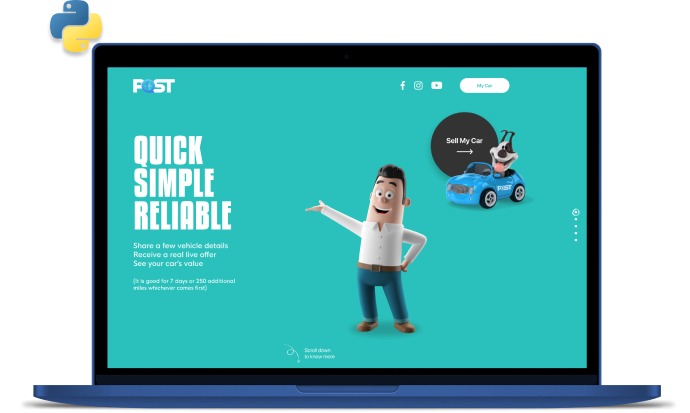 FAST
My Car
Sell My Car
QUICK
SIMPLE
RELIABLE
Share a few vehicle details
Receive a real live offer
See your car's value
(It is good for 7 days or 250 additional
miles whichever comes first)
FAST
Scroll down
to know more